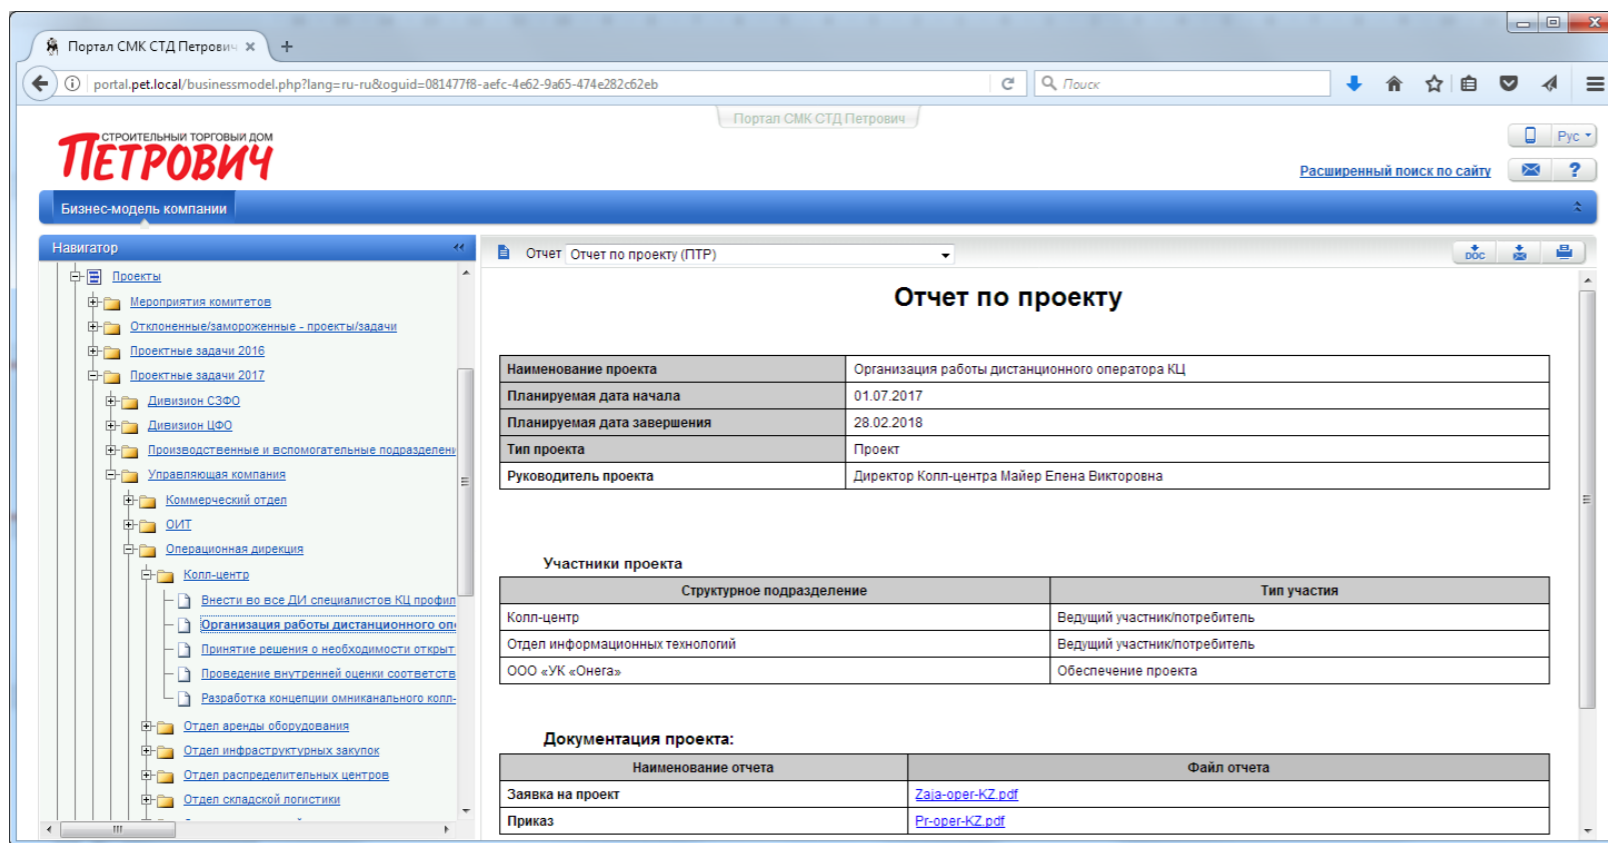 Портал СМК СТД Петрович
portal.pet.local/businessmodel.php?lang=ru-ru&oguid=081477f8-aefc-4e62-9a65-474e282c62eb
Поиск
Портал СМК СТД Петрович
СТРОИТЕЛЬНЫЙ ТОРГОВЫЙ ДОМ
ПЕТРОВИЧ
Рус
Расширенный поиск по сайту
?
Бизнес-модель компании
Навигатор
Проекты
Мероприятия комитетов
Отклоненные/замороженные - проекты/задачи
Проектные задачи 2016
Проектные задачи 2017
Дивизион СЗФО
Дивизион ЦФО
Производственные и вспомогательные подразделени
Управляющая компания
Коммерческий отдел
ОИТ
Операционная дирекция
Колл-центр
Внести во все ДИ специалистов КЦ профил
Организация работы дистанционного опе
Принятие решения о необходимости открыт
Проведение внутренней оценки соответств
Разработка концепции омниканального колл-
Отдел аренды оборудования
Отдел инфраструктурных закупок
Отдел распределительных центров
Отдел складской логистики
Отчет Отчет по проекту (ПТР)
DOC
Отчет по проекту
Наименование проекта Организация работы дистанционного оператора КЦ
Планируемая дата начала 01.07.2017
Планируемая дата завершения 28.02.2018
Тип проекта Проект
Руководитель проекта Директор Колл-центра Майер Елена Викторовна
Участники проекта
Структурное подразделение Тип участия
Колл-центр Ведущий участник/потребитель
Отдел информационных технологий Ведущий участник/потребитель
ООО «УК «Онега» Обеспечение проекта
Документация проекта:
Наименование отчета Файл отчета
Заявка на проект Zaja-oper-KZ.pdf
Приказ Pr-oper-KZ.pdf